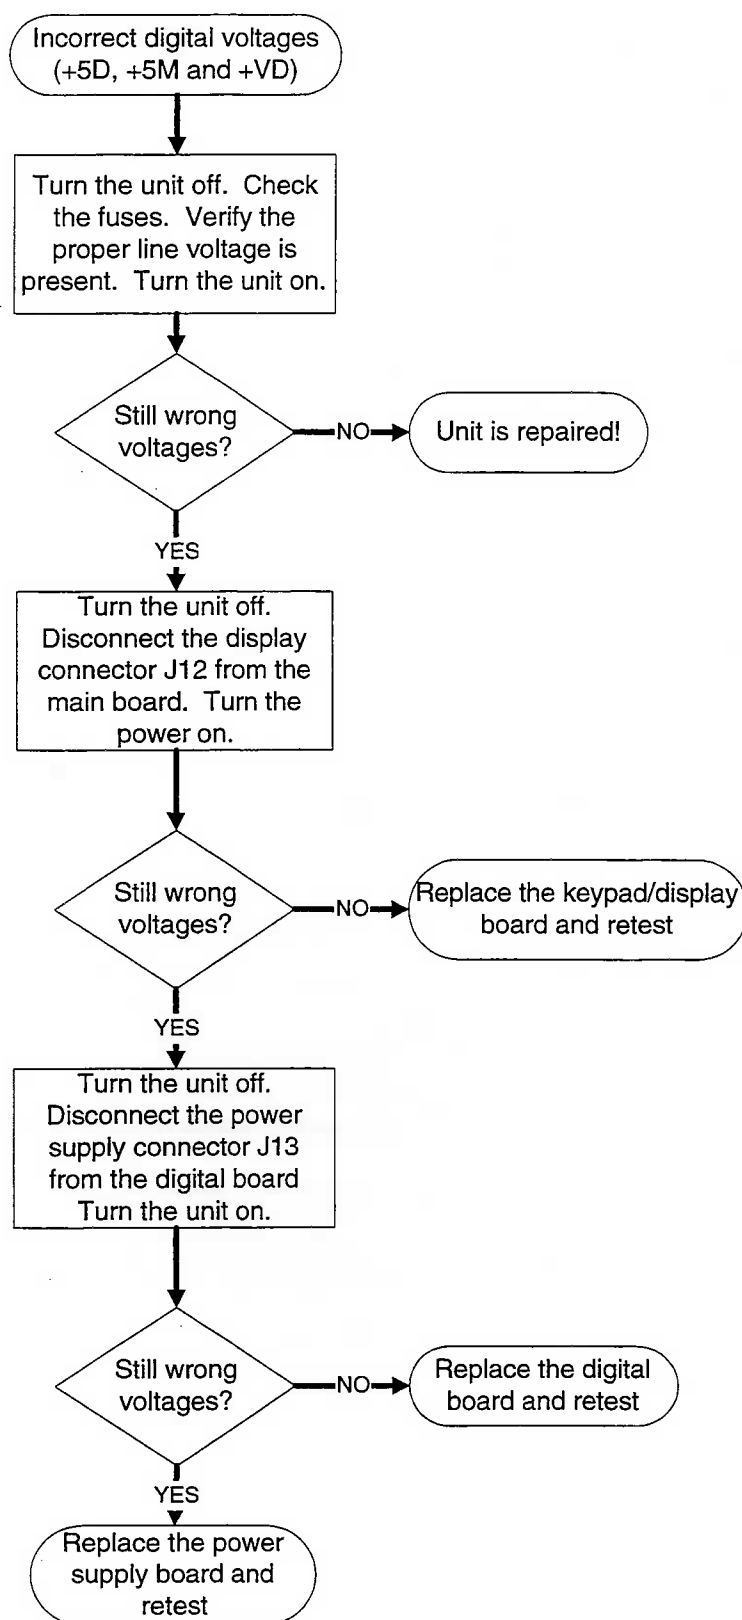 Incorrect digital voltages
(+5D, +5M and +VD)
Turn the unit off. Check
the fuses. Verify the
proper line voltage is
present. Turn the unit on.
Still wrong
voltages?
NO
Unit is repaired!
YES
Turn the unit off.
Disconnect the display
connector J12 from the
main board. Turn the
power on.
Still wrong
voltages?
NO
Replace the keypad/display
board and retest
YES
Turn the unit off.
Disconnect the power
supply connector J13
from the digital board
Turn the unit on.
Still wrong
voltages?
NO
Replace the digital
board and retest
YES
Replace the power
supply board and
retest